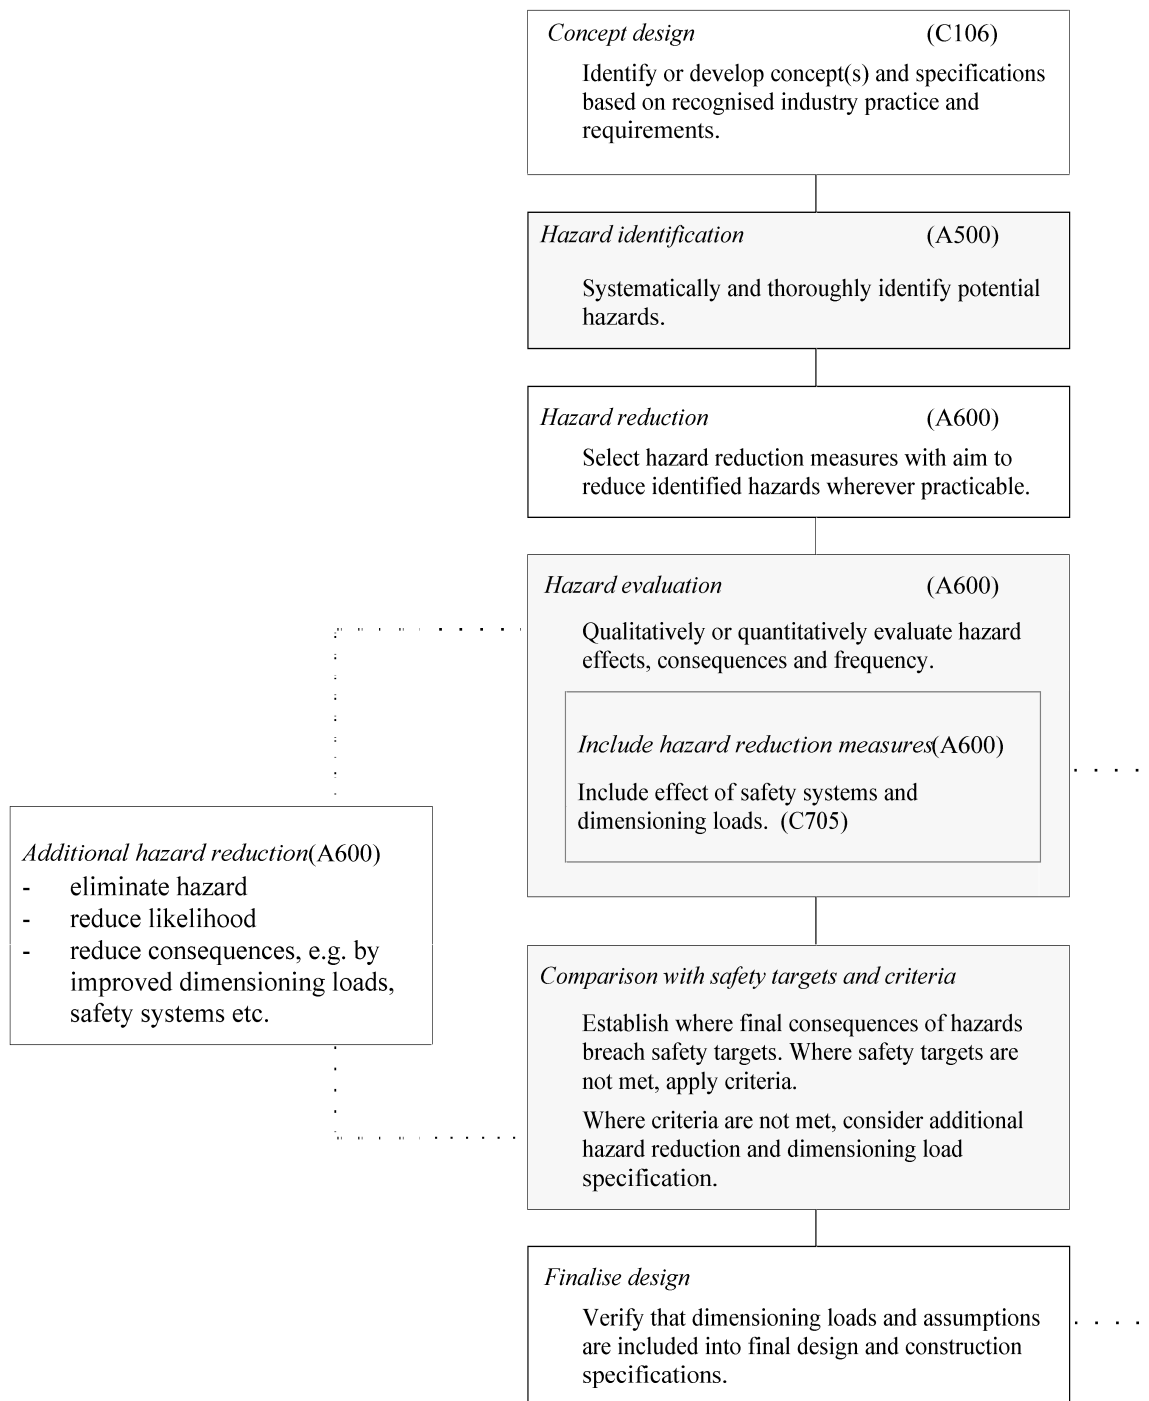 Concept design (C106)
Identify or develop concept(s) and specifications
based on recognised industry practice and
requirements.
Hazard identification (A500)
Systematically and thoroughly identify potential
hazards.
Hazard reduction (A600)
Select hazard reduction measures with aim to
reduce identified hazards wherever practicable.
Hazard evaluation (A600)
Qualitatively or quantitatively evaluate hazard
effects, consequences and frequency.
Include hazard reduction measures(A600)
Include effect of safety systems and
dimensioning loads. (C705)
Additional hazard reduction(A600)
- eliminate hazard
- reduce likelihood
- reduce consequences, e.g. by
improved dimensioning loads,
safety systems etc.
Comparison with safety targets and criteria
Establish where final consequences of hazards
breach safety targets. Where safety targets are
not met, apply criteria.
Where criteria are not met, consider additional
hazard reduction and dimensioning load
specification.
Finalise design
Verify that dimensioning loads and assumptions
are included into final design and construction
specifications.